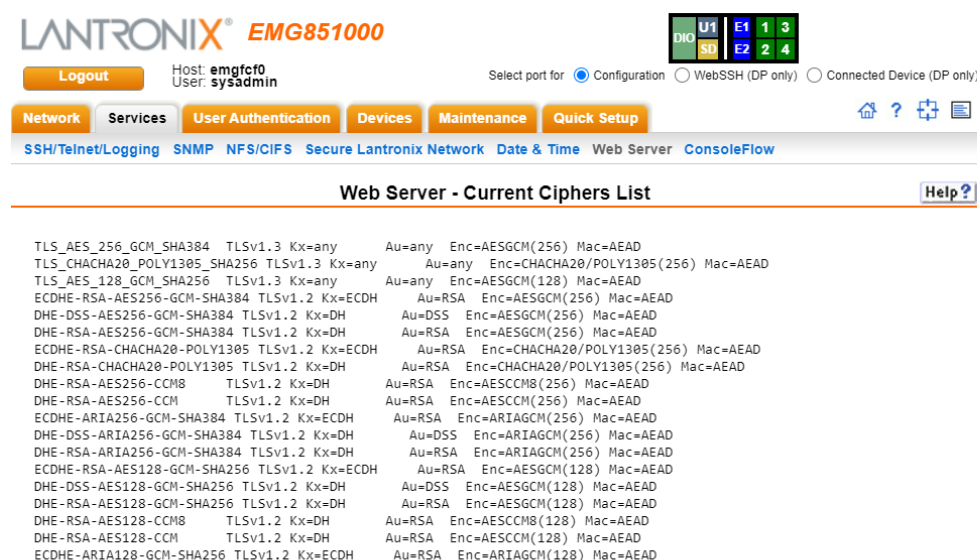 LANTRONIX® EMG851000
DIO U1 SD E1 E2 1 3 2 4
Logout
Host: emgfcf0
User: sysadmin
Select port for Configuration WebSSH (DP only) Connected Device (DP only)
Network Services User Authentication Devices Maintenance Quick Setup ?
SSH/Telnet/Logging SNMP NFS/CIFS Secure Lantronix Network Date & Time Web Server ConsoleFlow
Web Server - Current Ciphers List Help?
TLS_AES_256_GCM_SHA384 TLSv1.3 Kx=any Au=any Enc=AESGCM(256) Mac=AEAD
TLS_CHACHA20_POLY1305_SHA256 TLSv1.3 Kx=any Au=any Enc=CHACHA20/POLY1305(256) Mac=AEAD
TLS_AES_128_GCM_SHA256 TLSv1.3 Kx=any Au=any Enc=AESGCM(128) Mac=AEAD
ECDHE-RSA-AES256-GCM-SHA384 TLSv1.2 Kx=ECDH Au=RSA Enc=AESGCM(256) Mac=AEAD
DHE-DSS-AES256-GCM-SHA384 TLSv1.2 Kx=DH Au=DSS Enc=AESGCM(256) Mac=AEAD
DHE-RSA-AES256-GCM-SHA384 TLSv1.2 Kx=DH Au=RSA Enc=AESGCM(256) Mac=AEAD
ECDHE-RSA-CHACHA20-POLY1305 TLSv1.2 Kx=ECDH Au=RSA Enc=CHACHA20/POLY1305(256) Mac=AEAD
DHE-RSA-CHACHA20-POLY1305 TLSv1.2 Kx=DH Au=RSA Enc=CHACHA20/POLY1305(256) Mac=AEAD
DHE-RSA-AES256-CCM8 TLSv1.2 Kx=DH Au=RSA Enc=AESCCM8(256) Mac=AEAD
DHE-RSA-AES256-CCM TLSv1.2 Kx=DH Au=RSA Enc=AESCCM(256) Mac=AEAD
ECDHE-ARIA256-GCM-SHA384 TLSv1.2 Kx=ECDH Au=RSA Enc=ARIAGCM(256) Mac=AEAD
DHE-DSS-ARIA256-GCM-SHA384 TLSv1.2 Kx=DH Au=DSS Enc=ARIAGCM(256) Mac=AEAD
DHE-RSA-ARIA256-GCM-SHA384 TLSv1.2 Kx=DH Au=RSA Enc=ARIAGCM(256) Mac=AEAD
ECDHE-RSA-AES128-GCM-SHA256 TLSv1.2 Kx=ECDH Au=RSA Enc=AESGCM(128) Mac=AEAD
DHE-DSS-AES128-GCM-SHA256 TLSv1.2 Kx=DH Au=DSS Enc=AESGCM(128) Mac=AEAD
DHE-RSA-AES128-GCM-SHA256 TLSv1.2 Kx=DH Au=RSA Enc=AESGCM(128) Mac=AEAD
DHE-RSA-AES128-CCM8 TLSv1.2 Kx=DH Au=RSA Enc=AESCCM8(128) Mac=AEAD
DHE-RSA-AES128-CCM TLSv1.2 Kx=DH Au=RSA Enc=AESCCM(128) Mac=AEAD
ECDHE-ARIA128-GCM-SHA256 TLSv1.2 Kx=ECDH Au=RSA Enc=ARIAGCM(128) Mac=AEAD